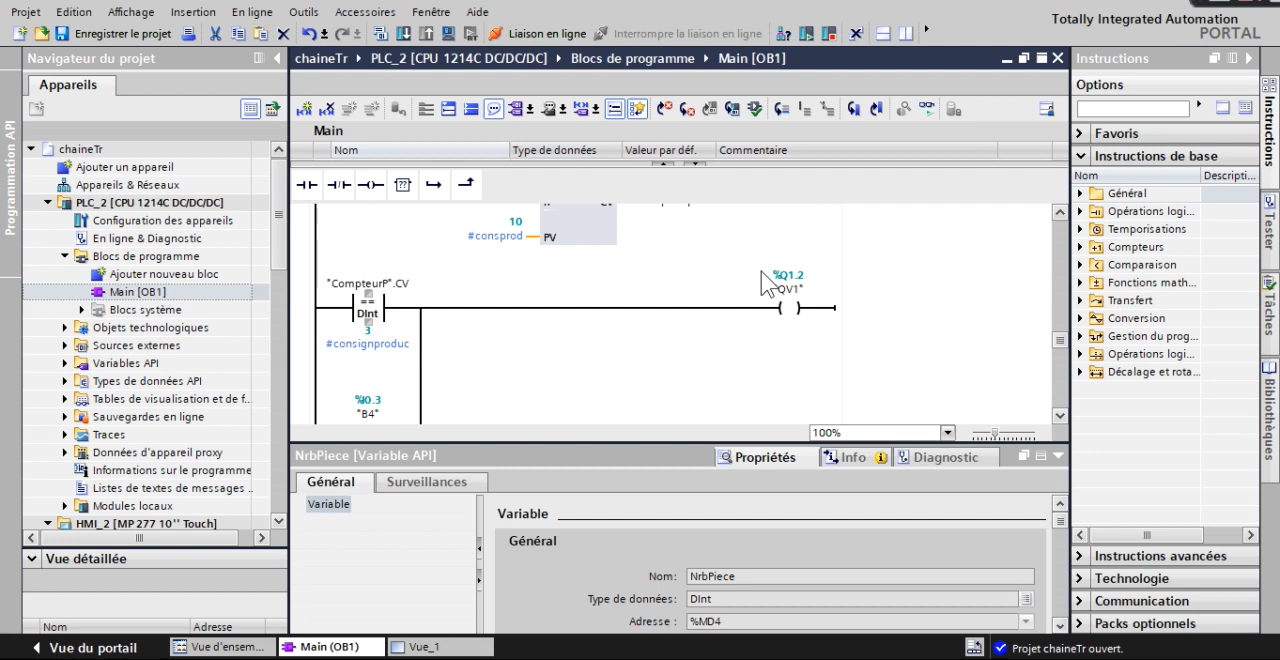 Projet Edition Affichage Insertion En ligne Outils Accessoires Fenêtre Aide
Totally Integrated Automation
PORTAL
Enregistrer le projet
Liaison en ligne
Interrompre la liaison en ligne
Navigateur du projet
chaineTr PLC_2 [CPU 1214C DC/DC/DC] Blocs de programme Main [OB1]
Instructions
Appareils
Options
Programmation API
Main
Nom Type de données Valeur par déf. Commentaire
chaineTr
Ajouter un appareil
Appareils & Réseaux
PLC_2 [CPU 1214C DC/DC/DC]
Configuration des appareils
En ligne & Diagnostic
Blocs de programme
Ajouter nouveau bloc
Main [OB1]
Blocs système
Objets technologiques
Sources externes
Variables API
Types de données API
Tables de visualisation et de f...
Sauvegardes en ligne
Traces
Données d'appareil proxy
Informations sur le programme
Listes de textes de messages ..
Modules locaux
HMI_2 [MP 277 10'' Touch]
Vue détaillée
Nom Adresse
10
#consprod PV
"CompteurP".CV
==
DInt
3
#consignproduc
%Q1.2
QV1"
%I0.3
"B4"
100%
Favoris
Instructions de base
Nom Descripti...
Général
Opérations logi...
Temporisations
Compteurs
Comparaison
Fonctions math...
Transfert
Conversion
Gestion du prog...
Opérations logi...
Décalage et rota...
Instructions avancées
Technologie
Communication
Packs optionnels
Instructions
Tester
Tâches
Bibliothèques
NrbPiece [Variable API]
Propriétés
Info
Diagnostic
Général
Surveillances
Variable
Variable
Général
Nom: NrbPiece
Type de données: DInt
Adresse : %MD4
Vue du portail
Vue d'ensem...
Main (OB1)
Vue_1
Projet chaineTr ouvert.